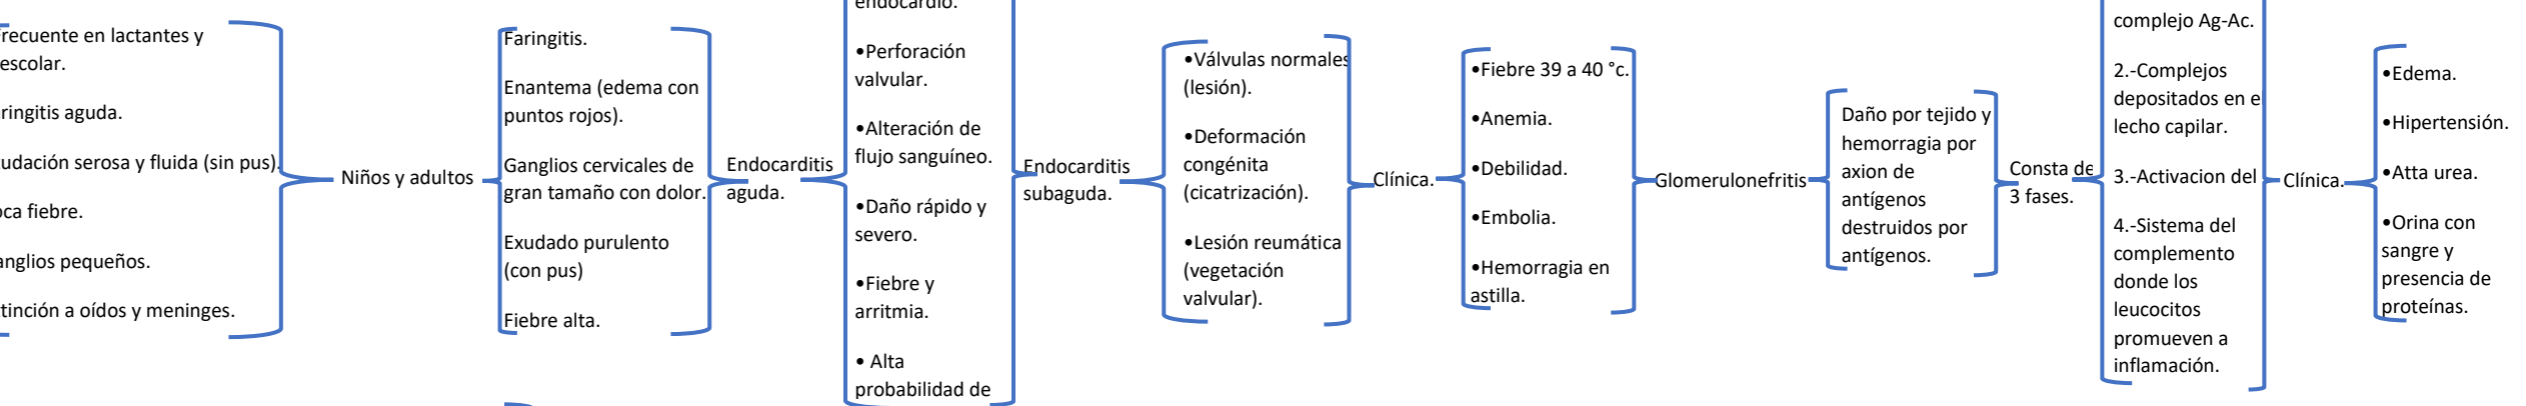 recuente en lactantes y
escolar.
ringitis aguda.
udación serosa y fluida (sin pus).
ca fiebre.
anglios pequeños.
tinción a oídos y meninges.
Niños y adultos
Faringitis.
Enantema (edema con
puntos rojos).
Ganglios cervicales de
gran tamaño con dolor.
Exudado purulento
(con pus)
Fiebre alta.
Endocarditis
aguda.
endocardio.
•Perforación
valvular.
•Alteración de
flujo sanguíneo.
•Daño rápido y
severo.
•Fiebre y
arritmia.
• Alta
probabilidad de
Endocarditis
subaguda.
•Válvulas normales
(lesión).
•Deformación
congénita
(cicatrización).
•Lesión reumática
(vegetación
valvular).
Clínica.
•Fiebre 39 a 40 °c.
•Anemia.
•Debilidad.
•Embolia.
•Hemorragia en
astilla.
Glomerulonefritis
Daño por tejido y
hemorragia por
axion de
antígenos
destruidos por
antígenos.
Consta de
3 fases.
complejo Ag-Ac.
2.-Complejos
depositados en e
lecho capilar.
3.-Activacion del
4.-Sistema del
complemento
donde los
leucocitos
promueven a
inflamación.
Clínica.
•Edema.
•Hipertensión.
•Atta urea.
•Orina con
sangre y
presencia de
proteínas.